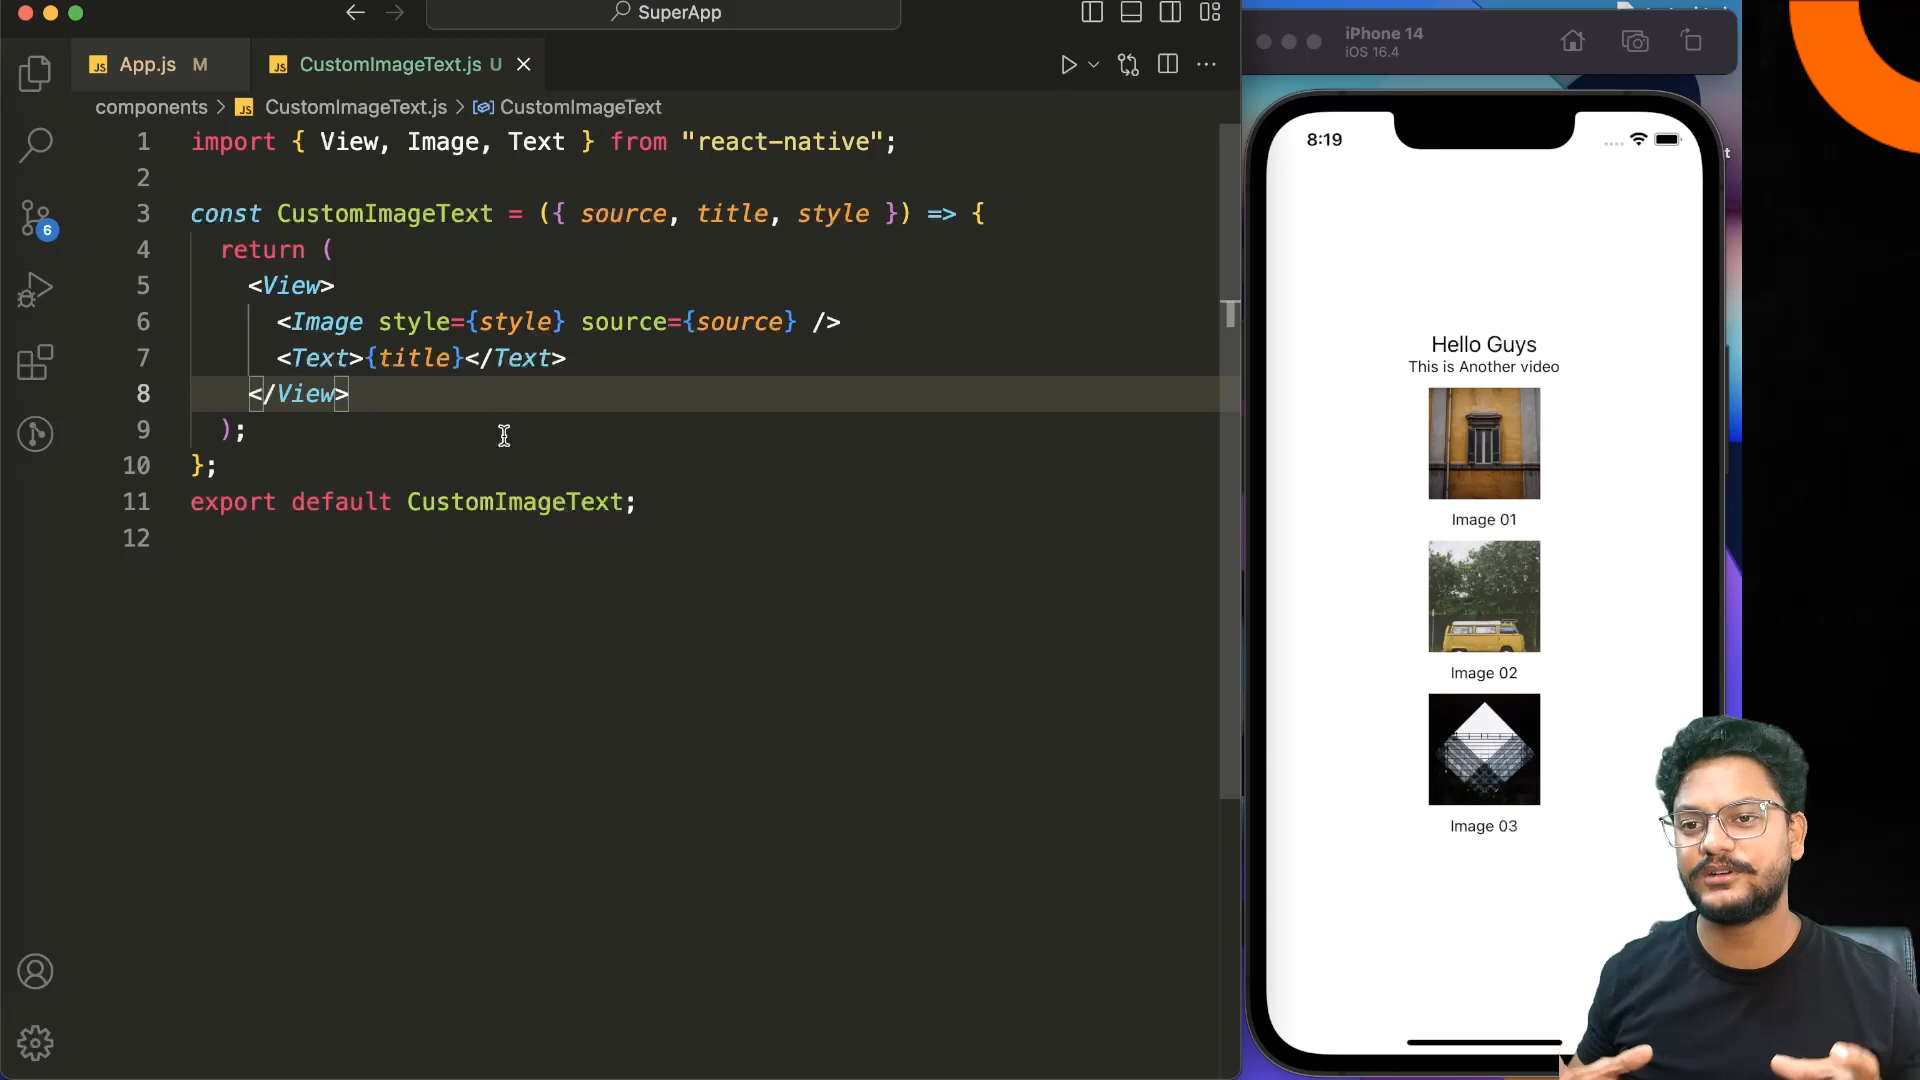 SuperApp
App.js M
CustomImageText.js U
components > CustomImageText.js > CustomImageText
1 import { View, Image, Text } from "react-native";
2
3 const CustomImageText = ({ source, title, style }) => {
4 return (
5 <View>
6 <Image style={style} source={source} />
7 <Text>{title}</Text>
8 </View>
9 );
10 };
11 export default CustomImageText;
12
6
iPhone 14
iOS 16.4
8:19
Hello Guys
This is Another video
Image 01
Image 02
Image 03